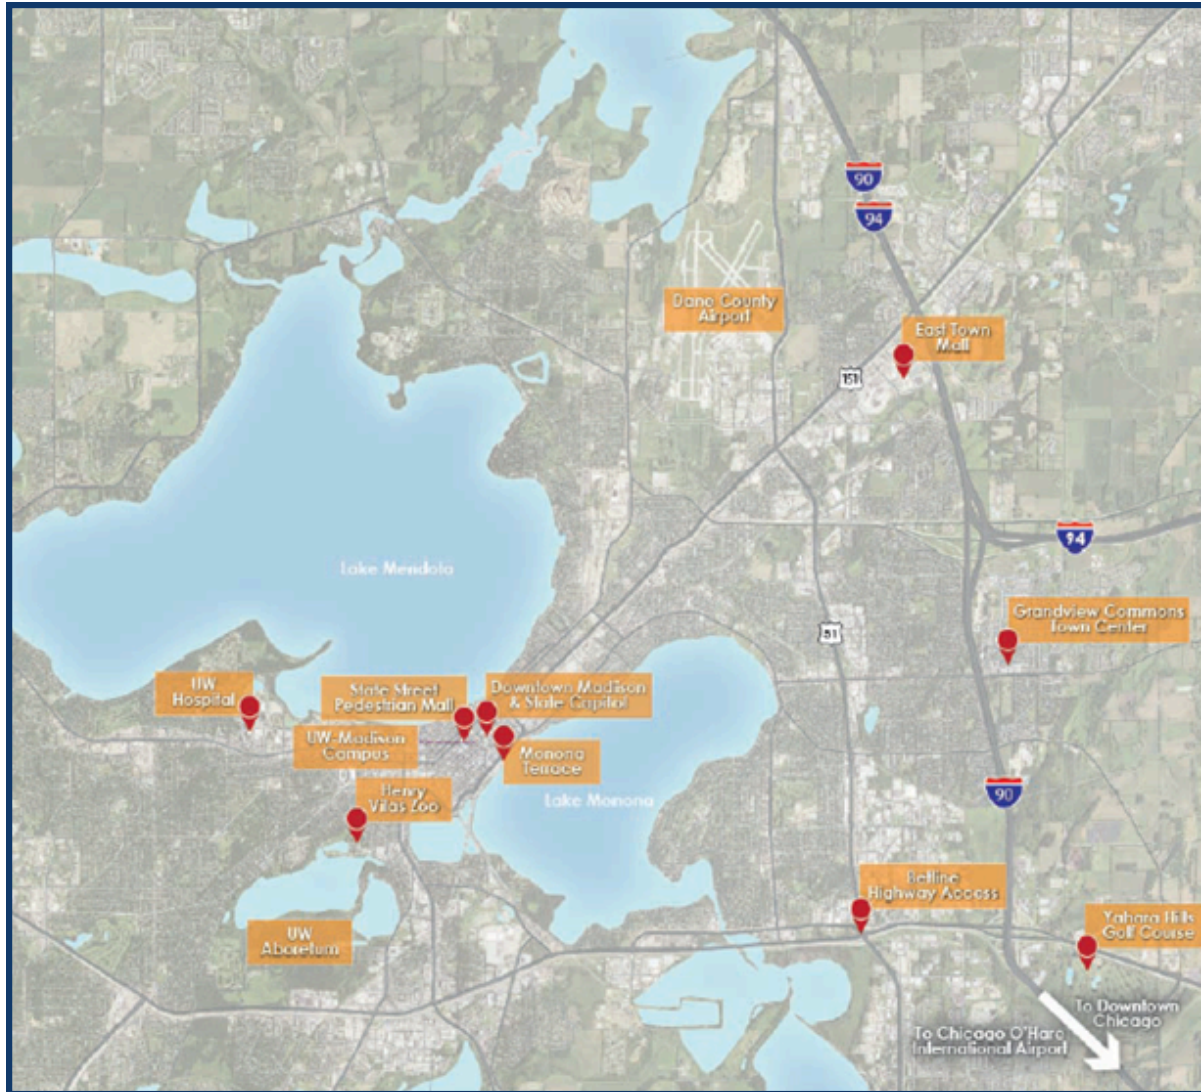 90
94
Dane County
Airport
East Town
Mall
151
94
Lake Mendota
Grandview Commons
Town Center
51
UW
Hospital
State Street
Pedestrian Mall
Downtown Madison
& State Capitol
UW-Madison
Campus
Monona
Terrace
Henry
Vilas Zoo
Lake Monona
90
Beltline
Highway Access
UW
Aboretum
Yahara Hills
Golf Course
To Downtown
Chicago
To Chicago O'Hare
International Airport